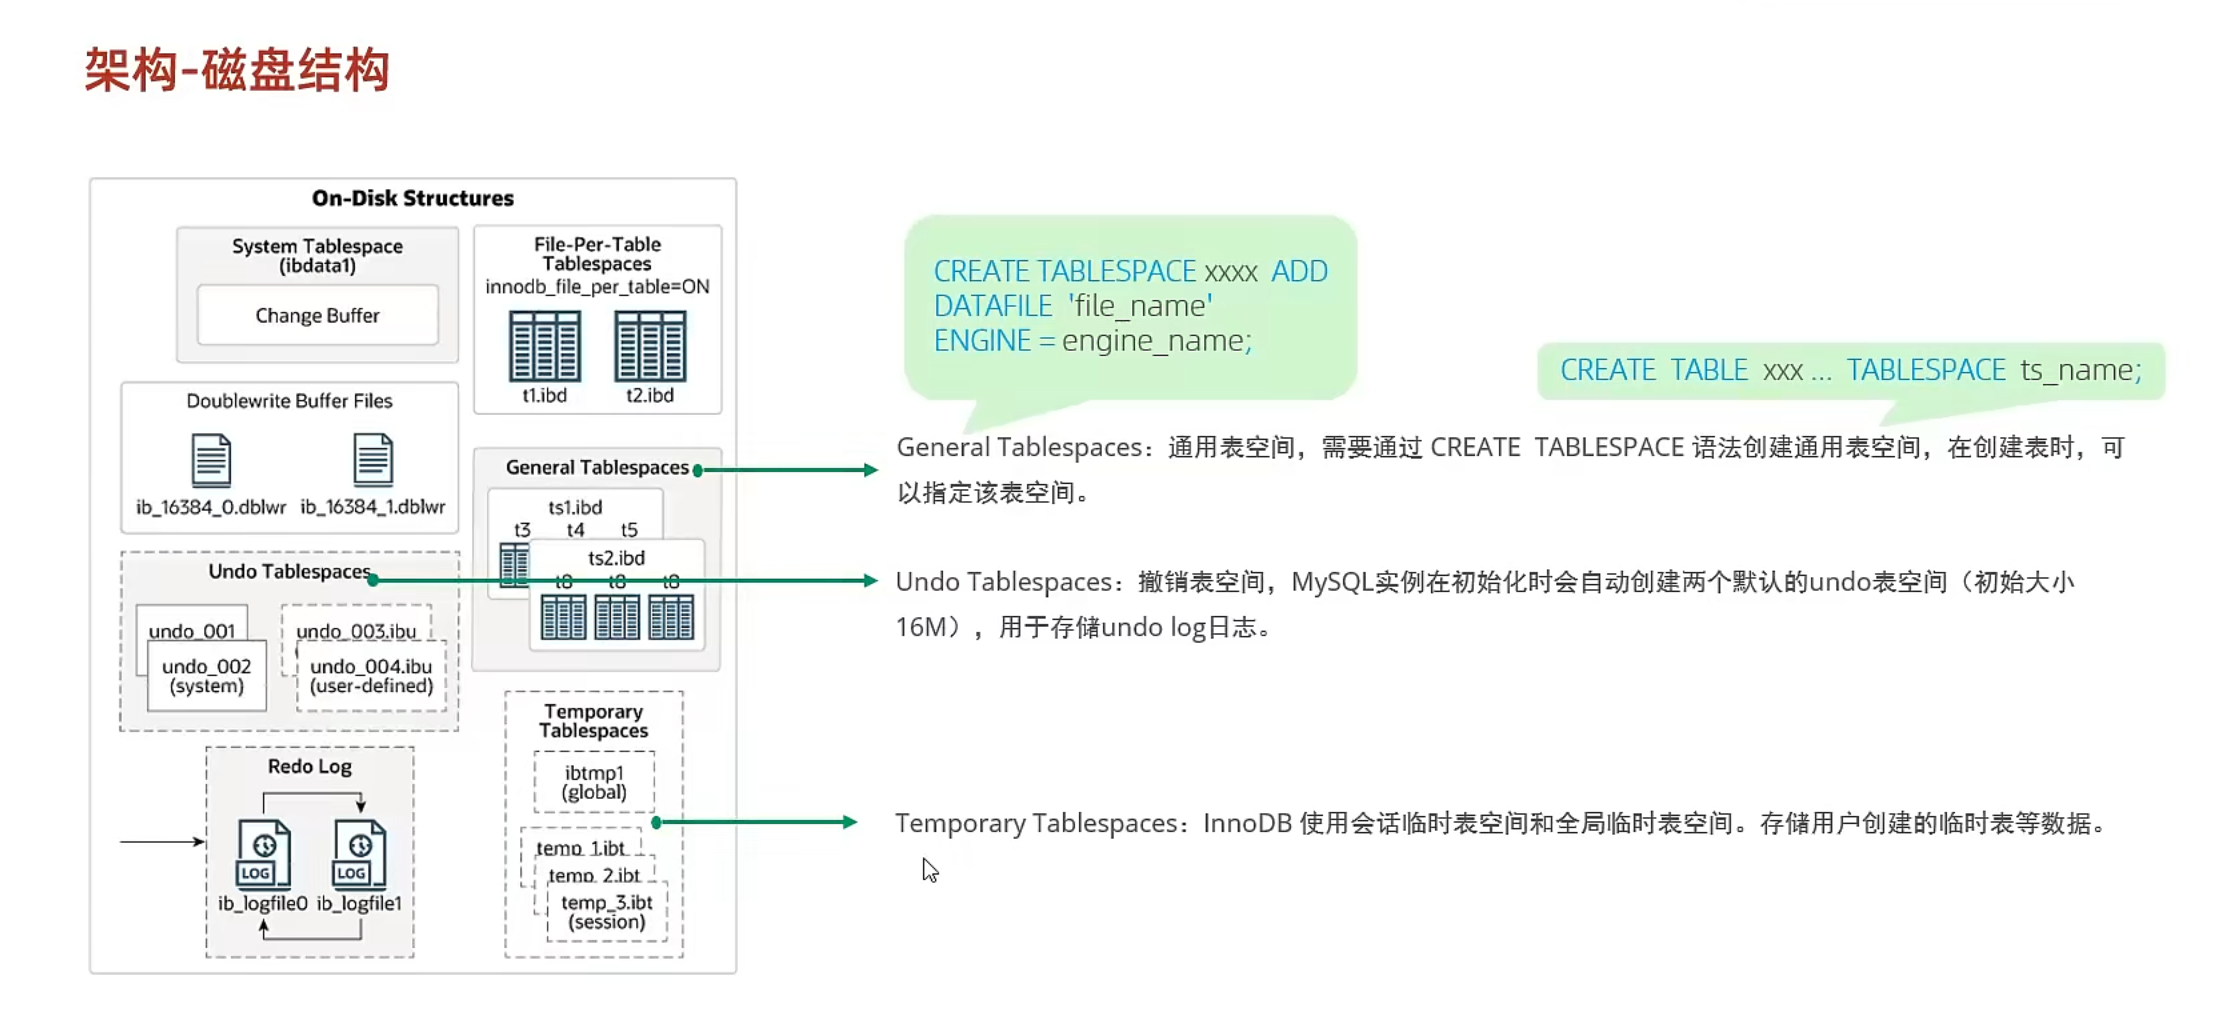 架构-磁盘结构
On-Disk Structures
System Tablespace
(ibdata1)
Change Buffer
File-Per-Table
Tablespaces
innodb_file_per_table=ON
t1.ibd
t2.ibd
Doublewrite Buffer Files
ib_16384_0.dblwr
ib_16384_1.dblwr
General Tablespaces
ts1.ibd
t3 t4 t5
ts2.ibd
Undo Tablespaces
undo_001
undo_002
(system)
undo_003.ibu
undo_004.ibu
(user-defined)
Temporary
Tablespaces
ibtmp1
(global)
temp_1.ibt
temp_2.ibt
temp_3.ibt
(session)
Redo Log
LOG
LOG
ib_logfile0
ib_logfile1
CREATE TABLESPACE xxxx ADD
DATAFILE 'file_name'
ENGINE = engine_name;
CREATE TABLE xxx ... TABLESPACE ts_name;
General Tablespaces：通用表空间，需要通过 CREATE TABLESPACE 语法创建通用表空间，在创建表时，可
以指定该表空间。
Undo Tablespaces：撤销表空间，MySQL实例在初始化时会自动创建两个默认的undo表空间（初始大小
16M），用于存储undo log日志。
Temporary Tablespaces：InnoDB 使用会话临时表空间和全局临时表空间。存储用户创建的临时表等数据。